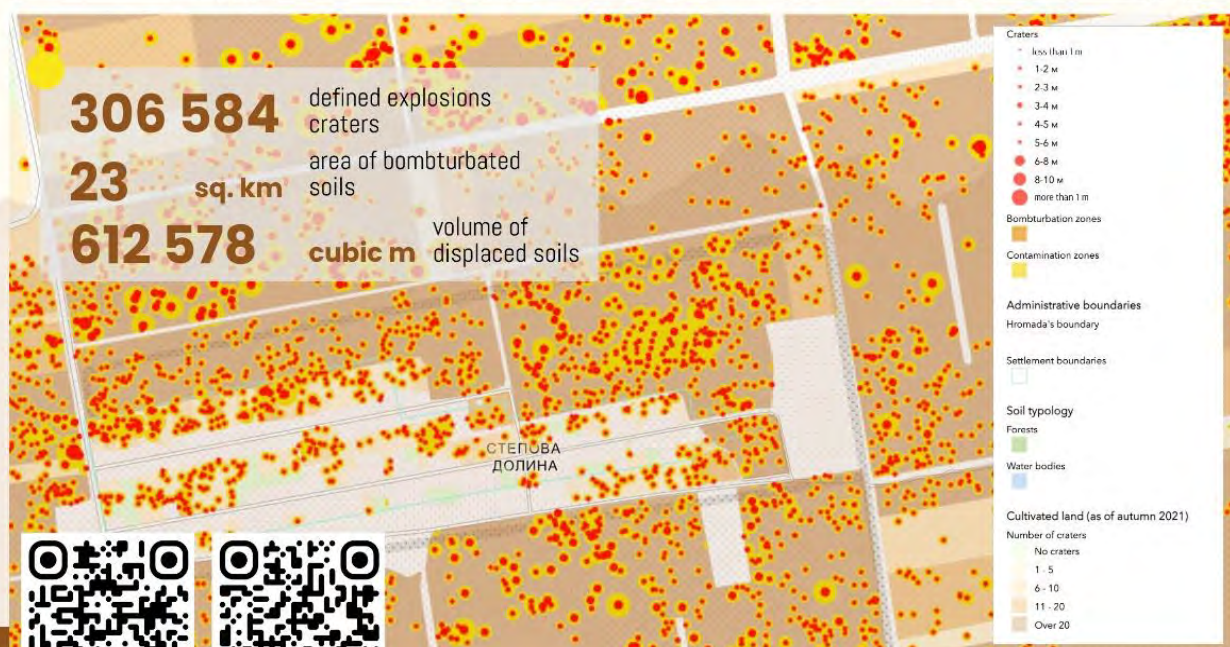 306 584 defined explosions
craters
23 sq. km area of bombturbated
soils
612 578 cubic m volume of
displaced soils
СТЕПОВА
ДОЛИНА
Craters
less than 1 m
1-2 м
2-3 м
3-4 м
4-5 м
5-6 м
6-8 м
8-10 м
more than 1 m
Bombturbation zones
Contamination zones
Administrative boundaries
Hromada's boundary
Settlement boundaries
Soil typology
Forests
Water bodies
Cultivated land (as of autumn 2021)
Number of craters
No craters
1 - 5
6 - 10
11 - 20
Over 20